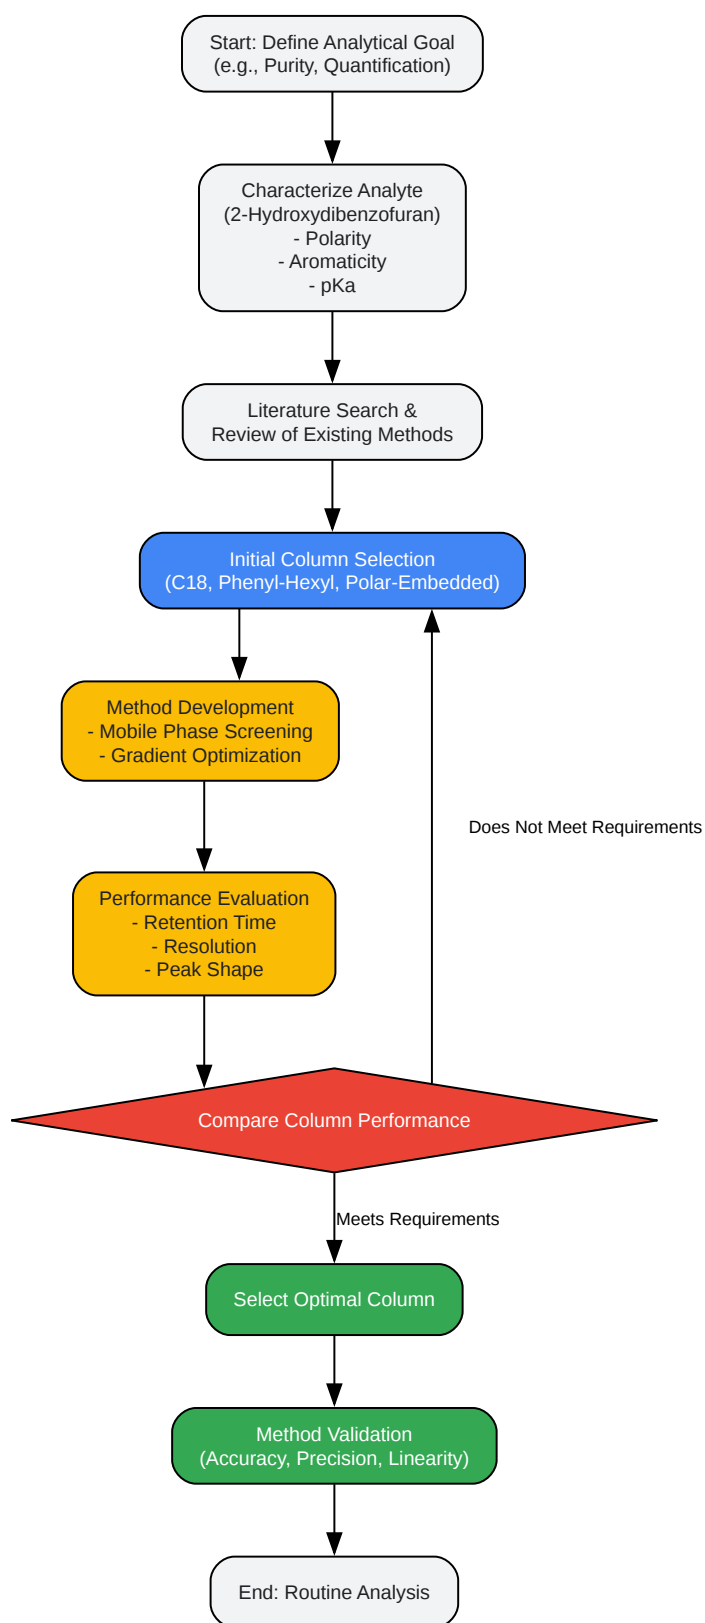 Start: Define Analytical Goal
(e.g., Purity, Quantification)
Characterize Analyte
(2-Hydroxydibenzofuran)
- Polarity
- Aromaticity
- pKa
Literature Search &
Review of Existing Methods
Initial Column Selection
(C18, Phenyl-Hexyl, Polar-Embedded)
Method Development
- Mobile Phase Screening
- Gradient Optimization
Does Not Meet Requirements
Performance Evaluation
- Retention Time
- Resolution
- Peak Shape
Compare Column Performance
Meets Requirements
Select Optimal Column
Method Validation
(Accuracy, Precision, Linearity)
End: Routine Analysis